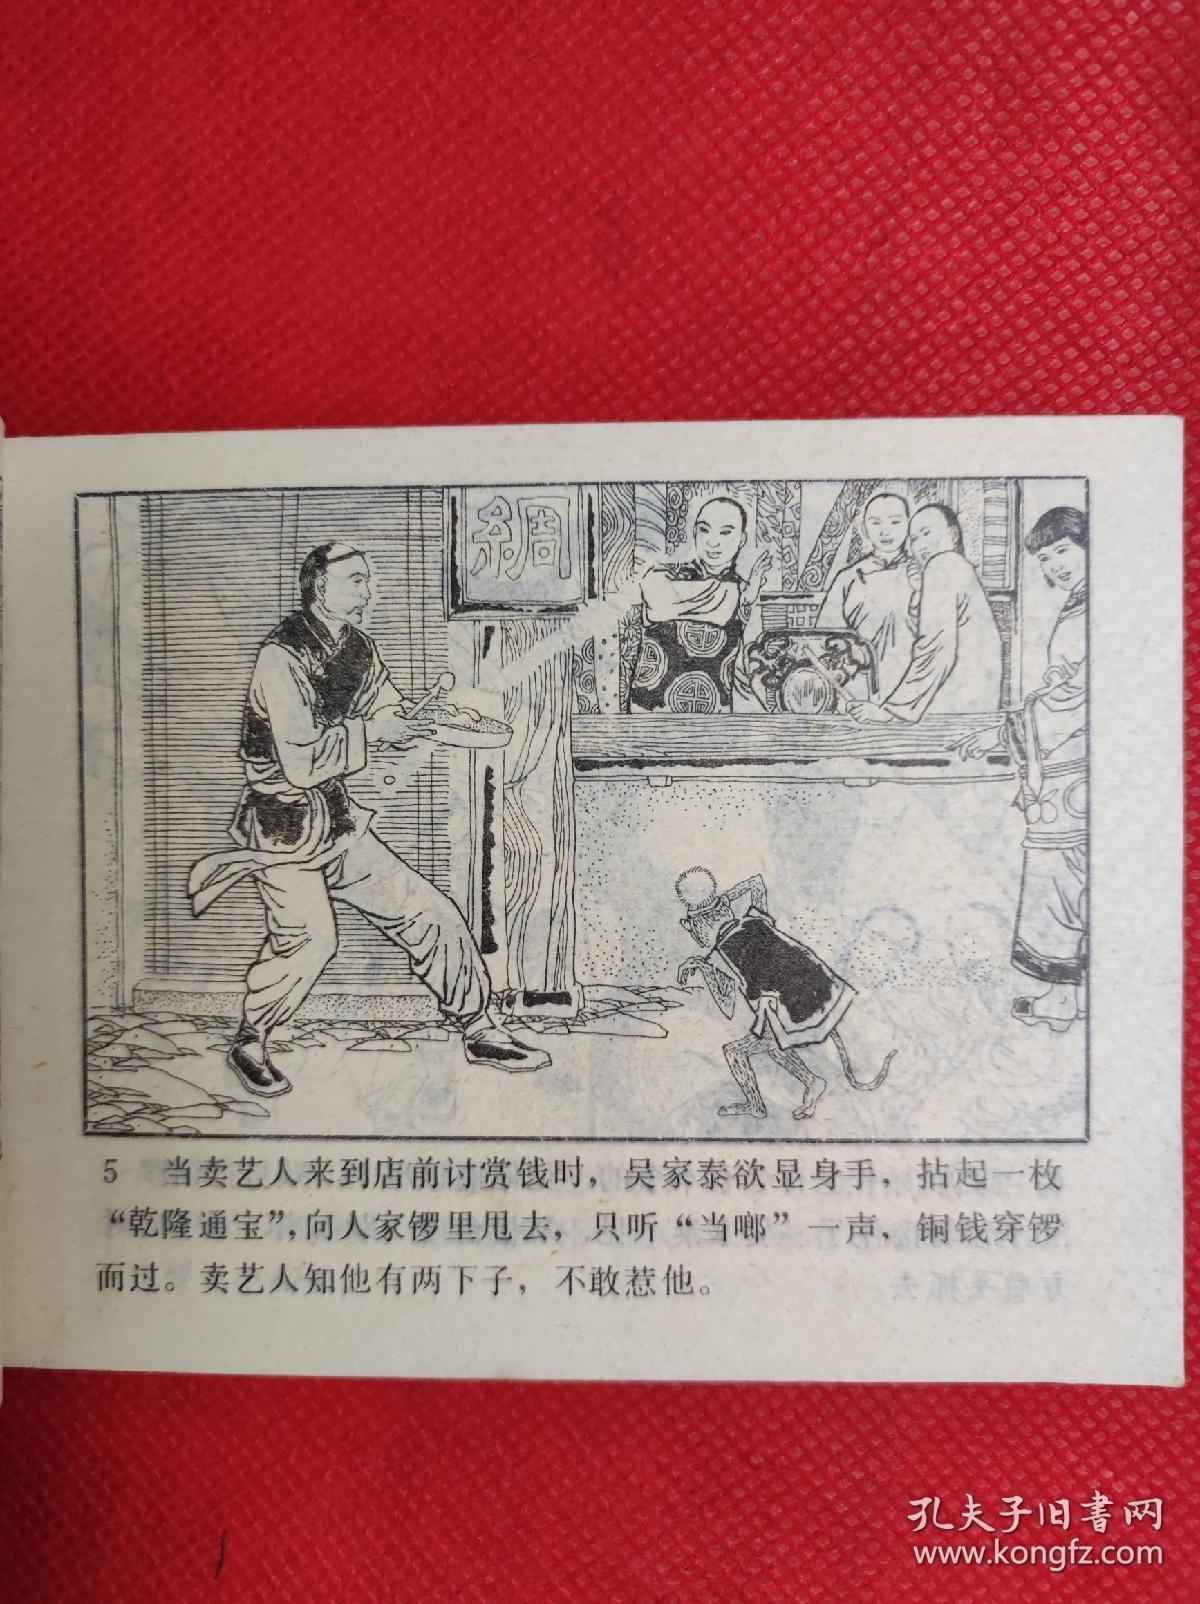 綢
5 当卖艺人来到店前讨赏钱时，吴家泰欲显身手，拈起一枚
“乾隆通宝”，向人家锣里甩去，只听“当啷”一声，铜钱穿锣
而过。卖艺人知他有两下子，不敢惹他。
孔夫子旧书网
www.kongfz.com